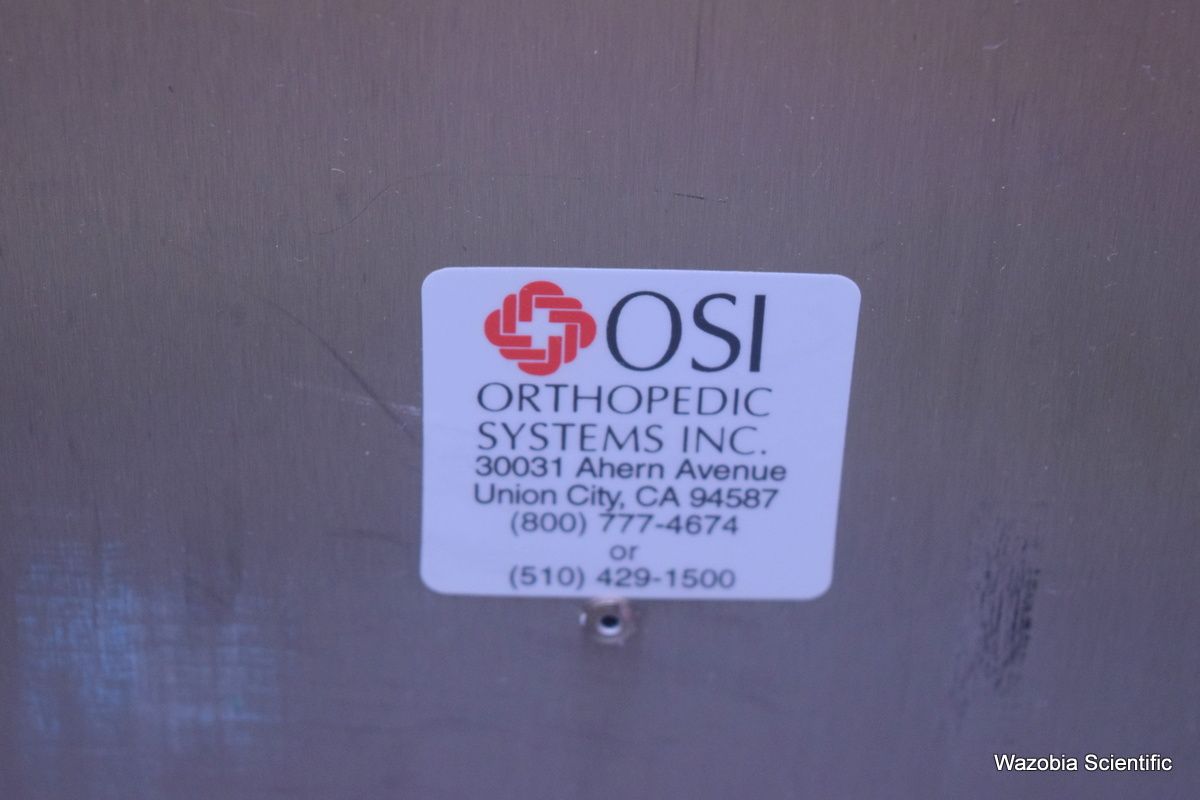 OSI
ORTHOPEDIC
SYSTEMS INC.
30031 Ahern Avenue
Union City, CA 94587
(800) 777-4674
or
(510) 429-1500
Wazobia Scientific